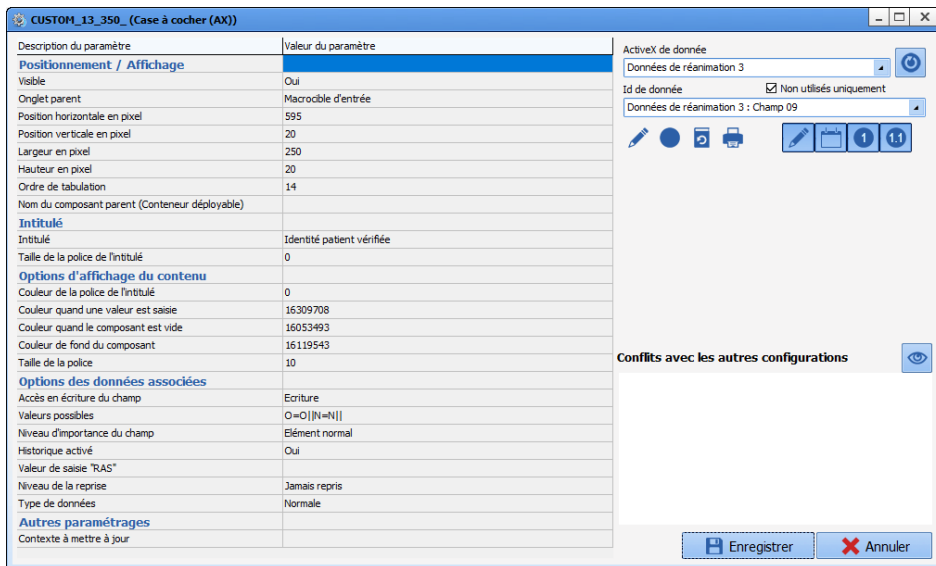 CUSTOM_13_350_ (Case à cocher (AX))
Description du paramètre Valeur du paramètre
Positionnement / Affichage
Visible Oui
Onglet parent Macrocible d'entrée
Position horizontale en pixel 595
Position verticale en pixel 20
Largeur en pixel 250
Hauteur en pixel 20
Ordre de tabulation 14
Nom du composant parent (Conteneur déployable)
Intitulé
Intitulé Identité patient vérifiée
Taille de la police de l'intitulé 0
Options d'affichage du contenu
Couleur de la police de l'intitulé 0
Couleur quand une valeur est saisie 16309708
Couleur quand le composant est vide 16053493
Couleur de fond du composant 16119543
Taille de la police 10
Options des données associées
Accès en écriture du champ Ecriture
Valeurs possibles O=O||N=N||
Niveau d'importance du champ Elément normal
Historique activé Oui
Valeur de saisie "RAS"
Niveau de la reprise Jamais repris
Type de données Normale
Autres paramétrages
Contexte à mettre à jour
ActiveX de donnée
Données de réanimation 3
Id de donnée Non utilisés uniquement
Données de réanimation 3 : Champ 09
1 1.1
Conflits avec les autres configurations
Enregistrer Annuler